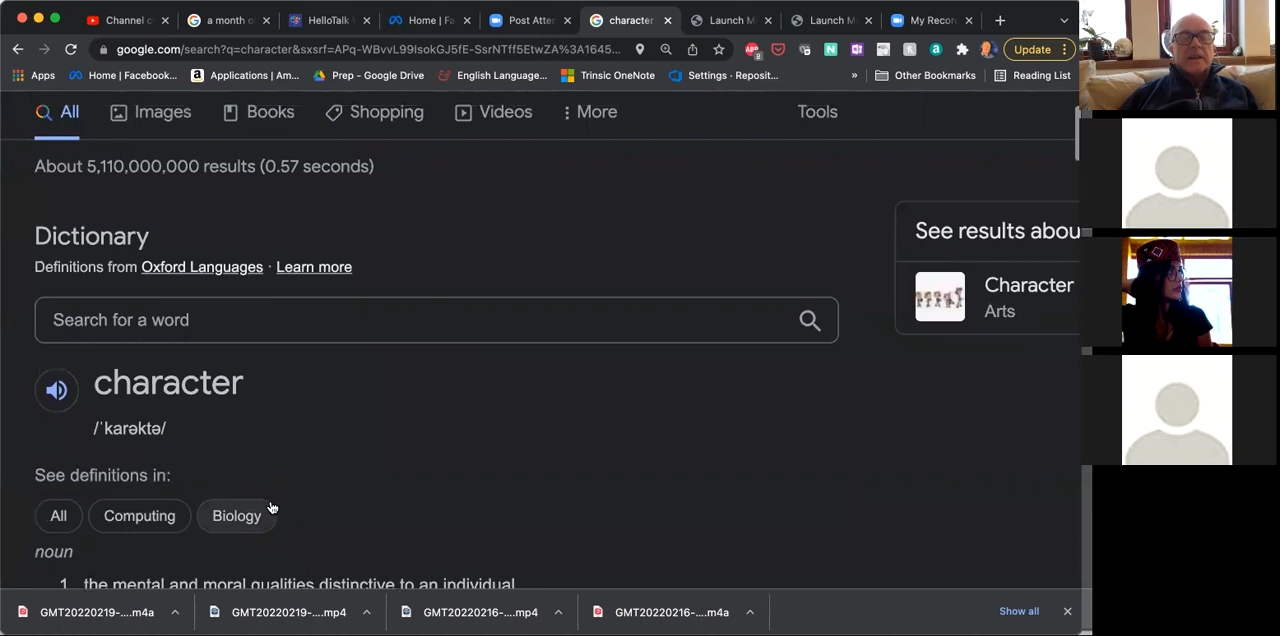 Channel c
a month of
HelloTalk
Home | Fa
Post Atter
character
Launch M
Launch M
My Record
google.com/search?q=character&sxsrf=APq-WBvvL99IsokGJ5fE-SsrNTff5EtwZA%3A1645...
Update
Apps
Home | Facebook...
Applications | Am...
Prep - Google Drive
English Language...
Trinsic OneNote
Settings · Reposit...
»
Other Bookmarks
Reading List
All
Images
Books
Shopping
Videos
More
Tools
About 5,110,000,000 results (0.57 seconds)
Dictionary
Definitions from Oxford Languages · Learn more
Search for a word
See results abou
Character
Arts
character
/ˈkarəktə/
See definitions in:
All
Computing
Biology
noun
1. the mental and moral qualities distinctive to an individual
GMT20220219-....m4a
GMT20220219-....mp4
GMT20220216-....mp4
GMT20220216-....m4a
Show all